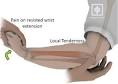 Pain on resisted wrist
extension
Local Tenderness